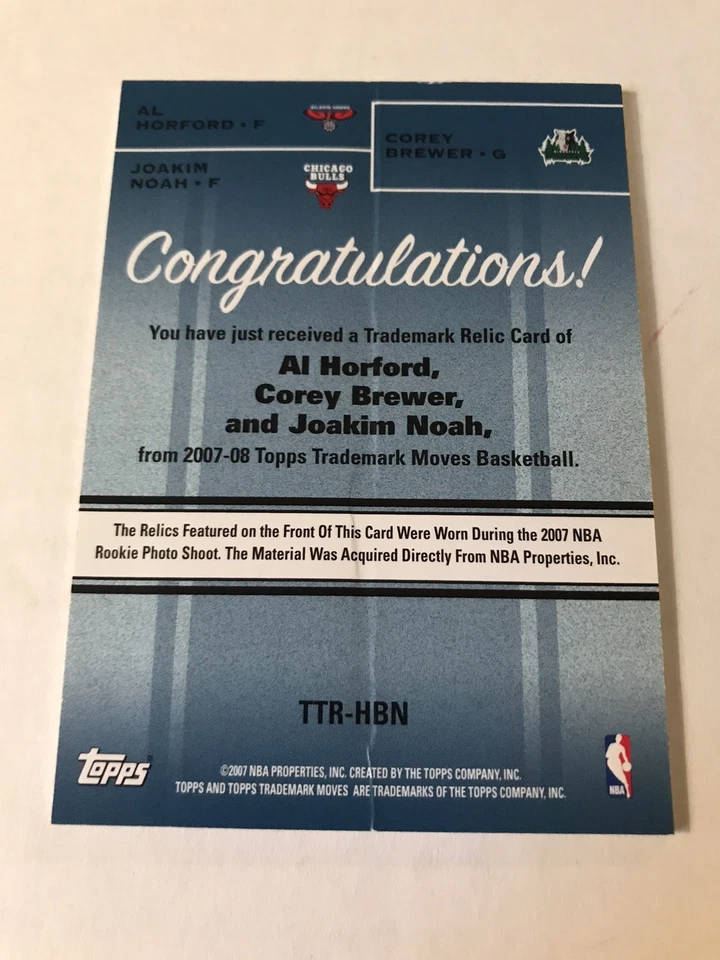 AL
HORFORD • F
ATLANTA HAWKS
COREY
BREWER • G
JOAKIM
NOAH • F
CHICAGO
BULLS
Congratulations!
You have just received a Trademark Relic Card of
Al Horford,
Corey Brewer,
and Joakim Noah,
from 2007-08 Topps Trademark Moves Basketball.
The Relics Featured on the Front Of This Card Were Worn During the 2007 NBA
Rookie Photo Shoot. The Material Was Acquired Directly From NBA Properties, Inc.
TTR-HBN
topps
©2007 NBA PROPERTIES, INC. CREATED BY THE TOPPS COMPANY, INC.
TOPPS AND TOPPS TRADEMARK MOVES ARE TRADEMARKS OF THE TOPPS COMPANY, INC.
NBA